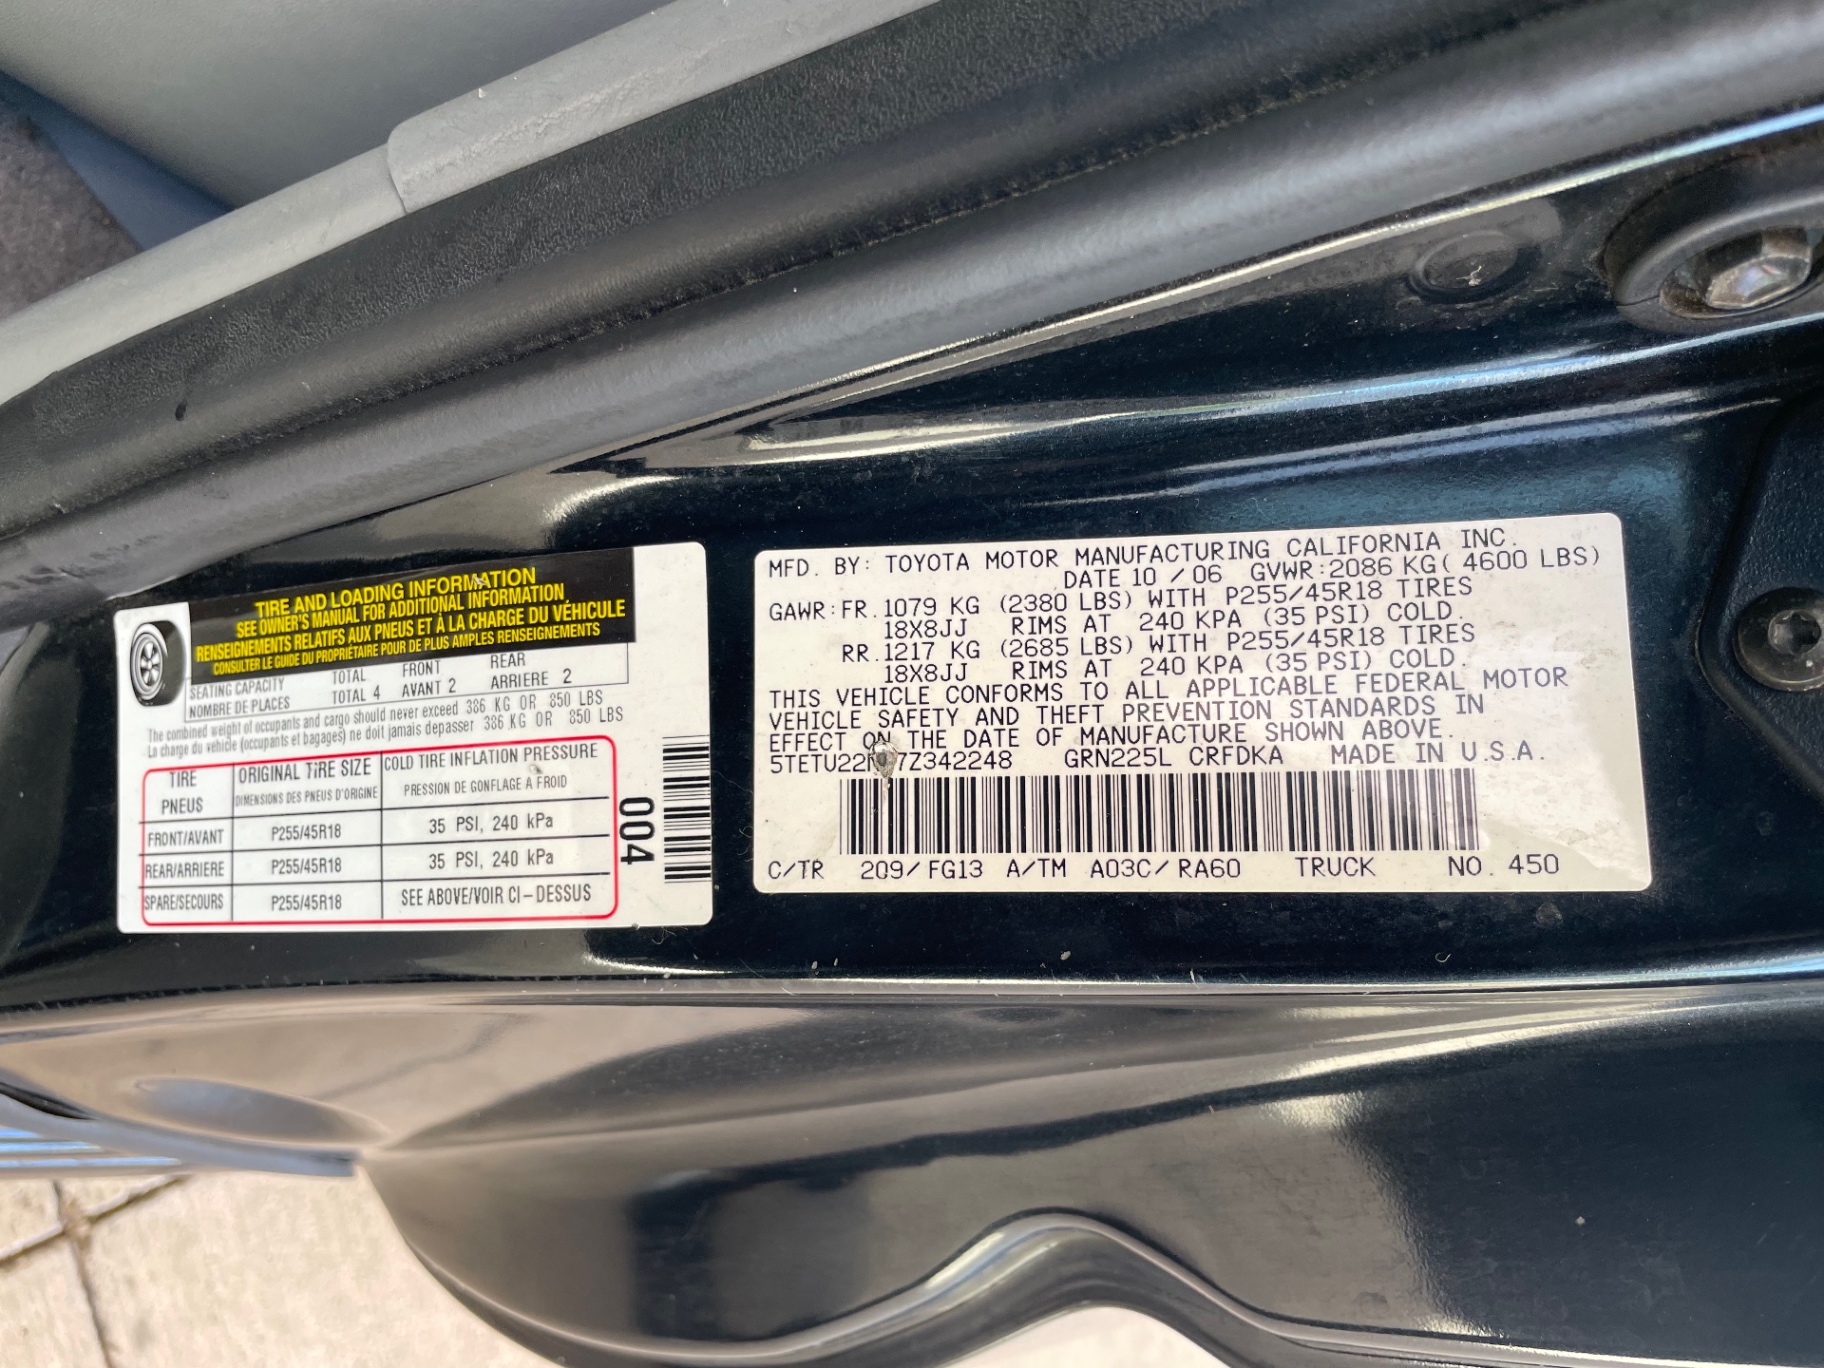 TIRE AND LOADING INFORMATION
SEE OWNER'S MANUAL FOR ADDITIONAL INFORMATION
RENSEIGNEMENTS RELATIFS AUX PNEUS ET À LA CHARGE DU VÉHICULE
CONSULTER LE GUIDE DU PROPRIÉTAIRE POUR DE PLUS AMPLES RENSEIGNEMENTS
SEATING CAPACITY TOTAL FRONT REAR
NOMBRE DE PLACES TOTAL 4 AVANT 2 ARRIERE 2
The combined weight of occupants and cargo should never exceed 386 KG OR 850 LBS
La charge du véhicule (occupants et bagages) ne doit jamais depasser 386 KG OR 850 LBS
TIRE ORIGINAL TIRE SIZE COLD TIRE INFLATION PRESSURE
PNEUS DIMENSIONS DES PNEUS D'ORIGINE PRESSION DE GONFLAGE A FROID
FRONT/AVANT P255/45R18 35 PSI, 240 kPa
REAR/ARRIERE P255/45R18 35 PSI, 240 kPa
SPARE/SECOURS P255/45R18 SEE ABOVE/VOIR CI-DESSUS
004
MFD. BY: TOYOTA MOTOR MANUFACTURING CALIFORNIA INC.
DATE 10 /06 GVWR:2086 KG( 4600 LBS)
GAWR:FR.1079 KG (2380 LBS) WITH P255/45R18 TIRES
18X8JJ RIMS AT 240 KPA (35 PSI) COLD.
RR.1217 KG (2685 LBS) WITH P255/45R18 TIRES
18X8JJ RIMS AT 240 KPA (35 PSI) COLD.
THIS VEHICLE CONFORMS TO ALL APPLICABLE FEDERAL MOTOR
VEHICLE SAFETY AND THEFT PREVENTION STANDARDS IN
EFFECT ON THE DATE OF MANUFACTURE SHOWN ABOVE.
GRN225L CRFDKA MADE IN U.S.A.
C/TR 209/FG13 A/TM A03C/RA60 TRUCK NO. 450